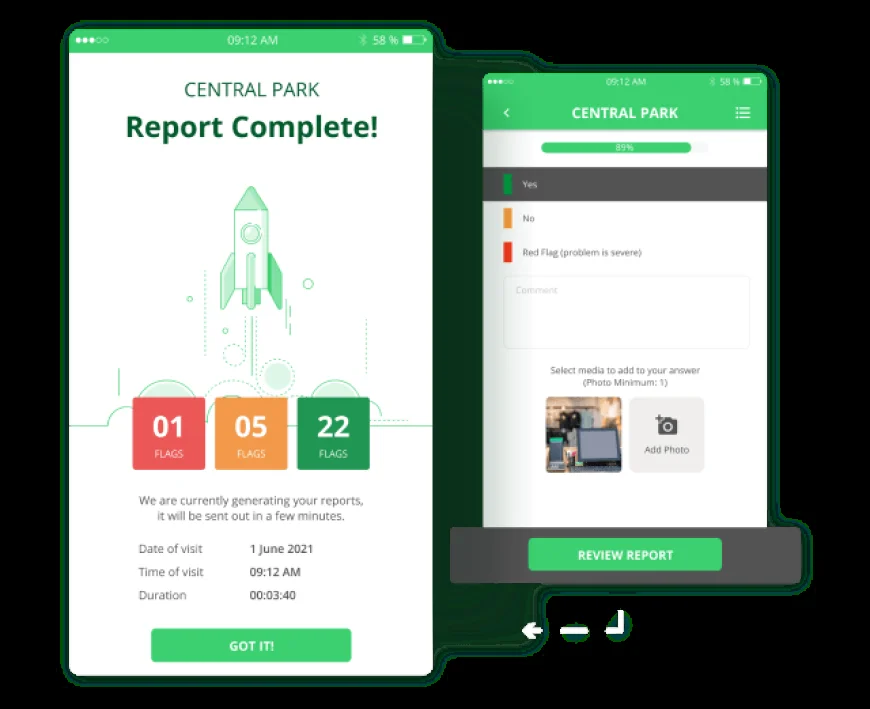 09:12 AM
58 %
CENTRAL PARK
Report Complete!
01
FLAGS
05
FLAGS
22
FLAGS
We are currently generating your reports,
it will be sent out in a few minutes.
Date of visit 1 June 2021
Time of visit 09:12 AM
Duration 00:03:40
GOT IT!
09:12 AM
58 %
CENTRAL PARK
89%
Yes
No
Red Flag (problem is severe)
Comment
Select media to add to your answer
(Photo Minimum: 1)
Add Photo
REVIEW REPORT